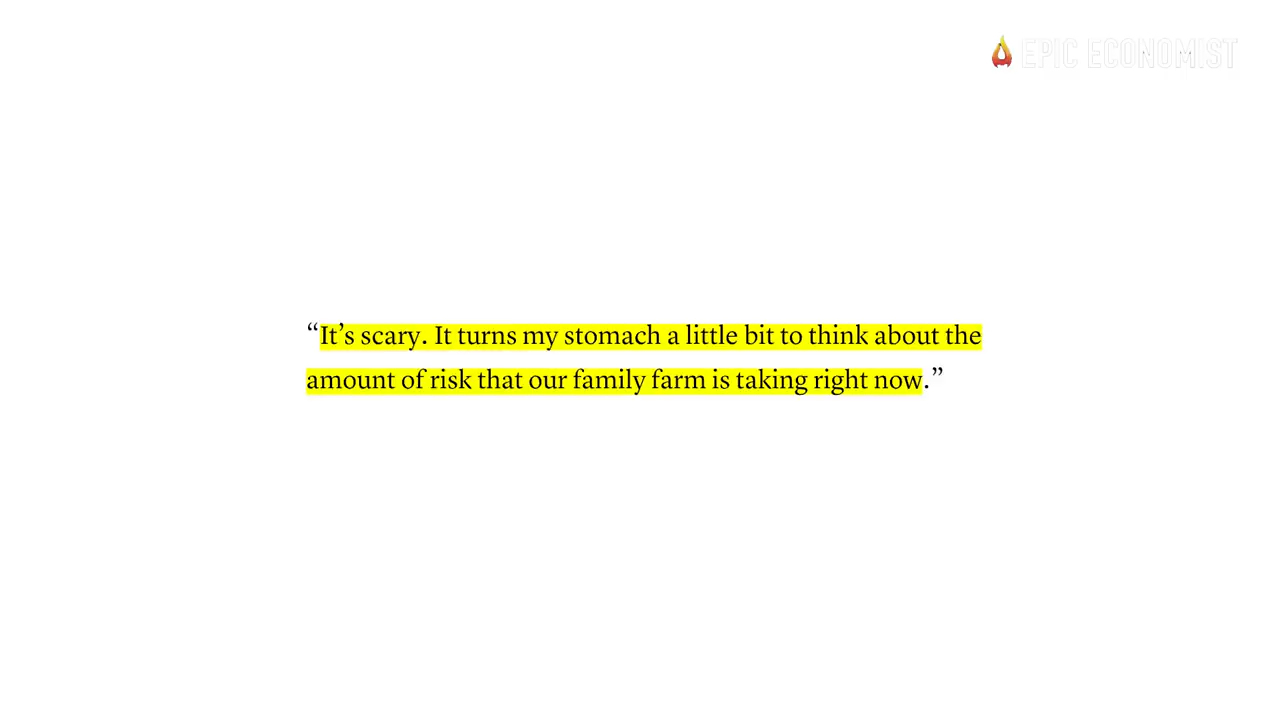 EPIC ECONOMIST
“It’s scary. It turns my stomach a little bit to think about the
amount of risk that our family farm is taking right now.”